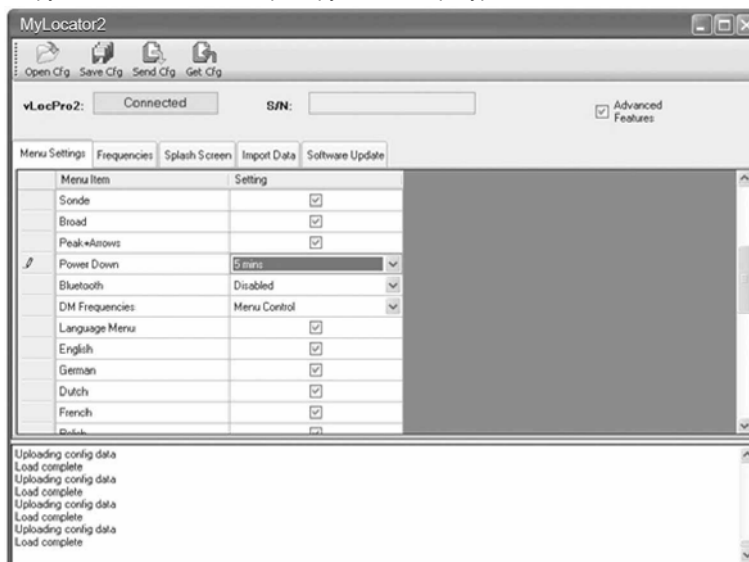 MyLocator2
Open Cfg Save Cfg Send Cfg Get Cfg
vLocPro2: Connected S/N: Advanced Features
Menu Settings Frequencies Splash Screen Import Data Software Update
Menu Item Setting
Sonde
Broad
Peak+Arrows
Power Down 5 mins
Bluetooth Disabled
DM Frequencies Menu Control
Language Menu
English
German
Dutch
French
Polish
Uploading config data
Load complete
Uploading config data
Load complete
Uploading config data
Load complete
Uploading config data
Load complete